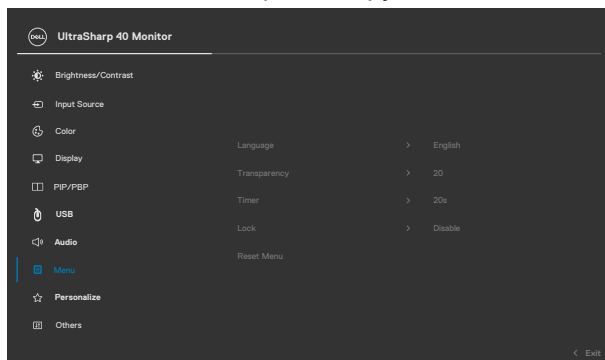 DELL UltraSharp 40 Monitor
Brightness/Contrast
Input Source
Color
Display
PIP/PBP
USB
Audio
Menu
Personalize
Others
Language > English
Transparency > 20
Timer > 20s
Lock > Disable
Reset Menu
< Exit